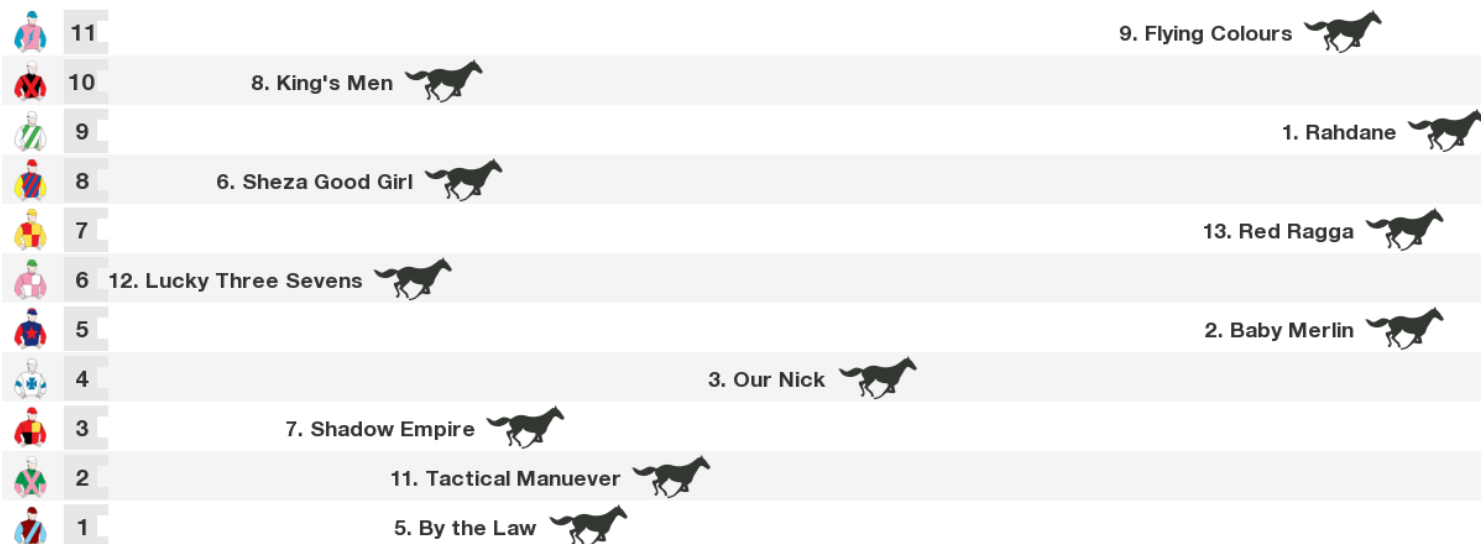 11 9. Flying Colours
10 8. King's Men
9 1. Rahdane
8 6. Sheza Good Girl
7 13. Red Ragga
6 12. Lucky Three Sevens
5 2. Baby Merlin
4 3. Our Nick
3 7. Shadow Empire
2 11. Tactical Manuever
1 5. By the Law